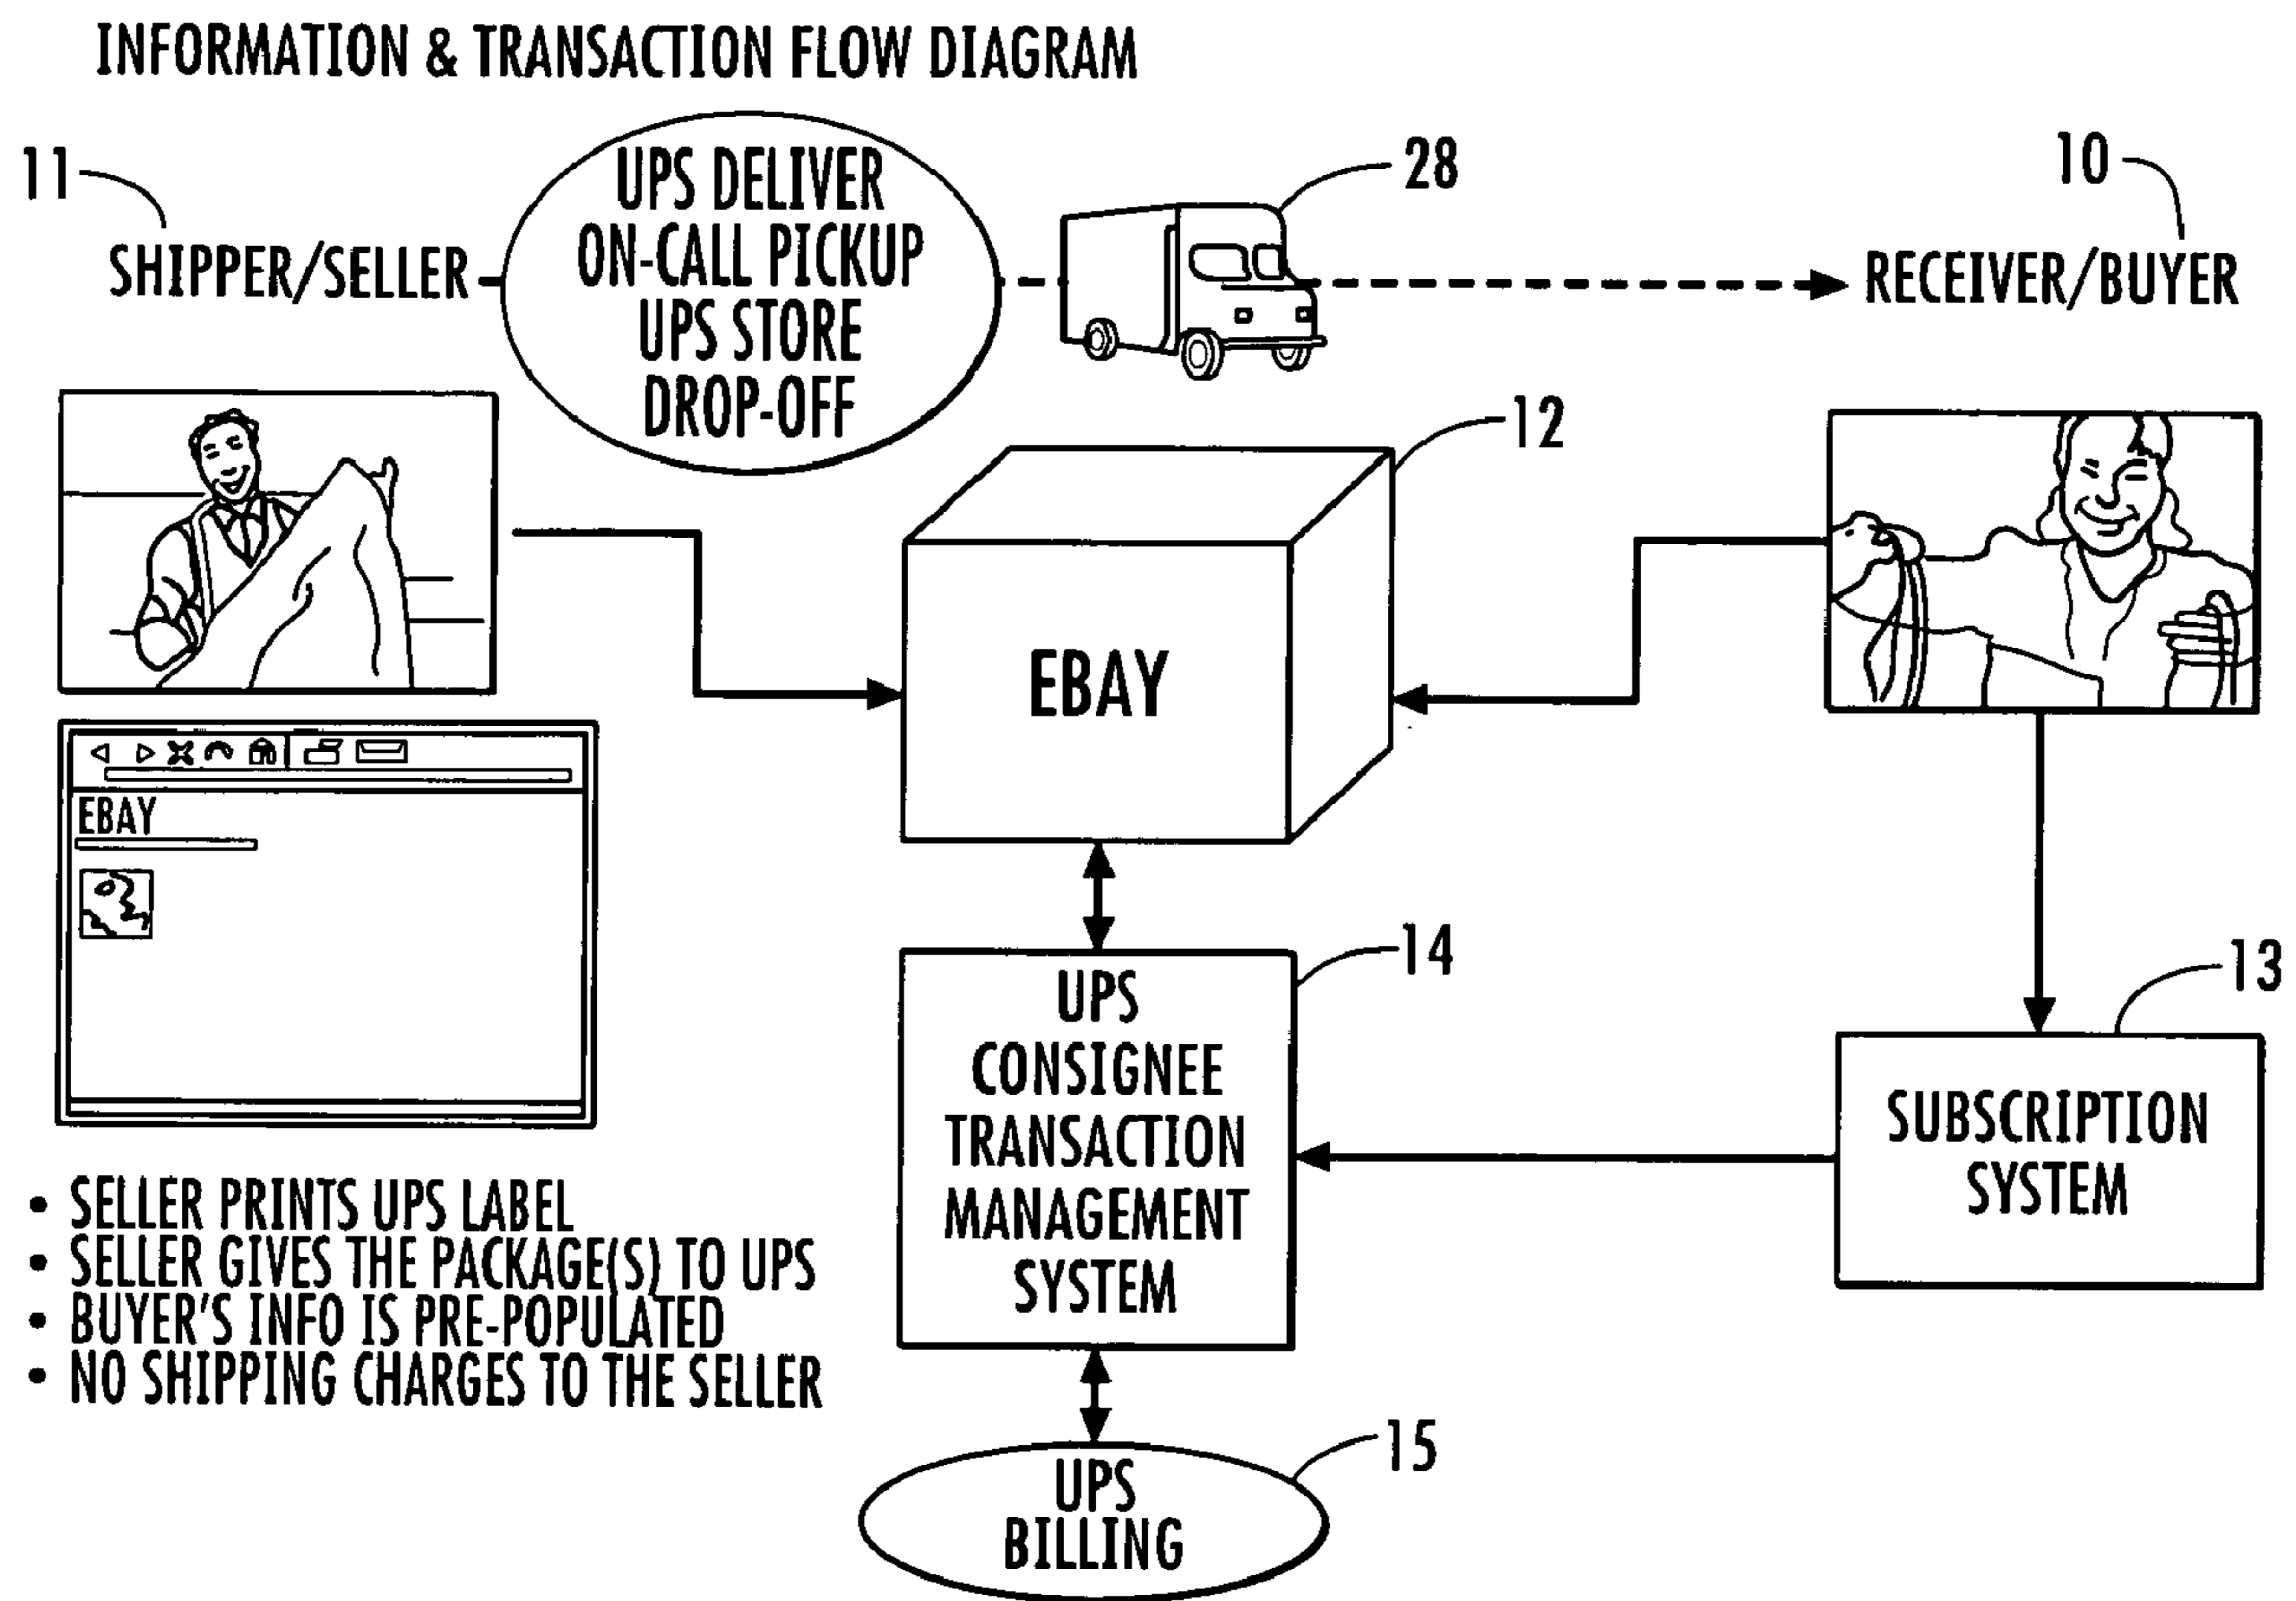 INFORMATION & TRANSACTION FLOW DIAGRAM
11
SHIPPER/SELLER
UPS DELIVER
ON-CALL PICKUP
UPS STORE
DROP-OFF
28
10
RECEIVER/BUYER
12
EBAY
EBAY
14
UPS
CONSIGNEE
TRANSACTION
MANAGEMENT
SYSTEM
13
SUBSCRIPTION
SYSTEM
• SELLER PRINTS UPS LABEL
• SELLER GIVES THE PACKAGE(S) TO UPS
• BUYER'S INFO IS PRE-POPULATED
• NO SHIPPING CHARGES TO THE SELLER
15
UPS
BILLING